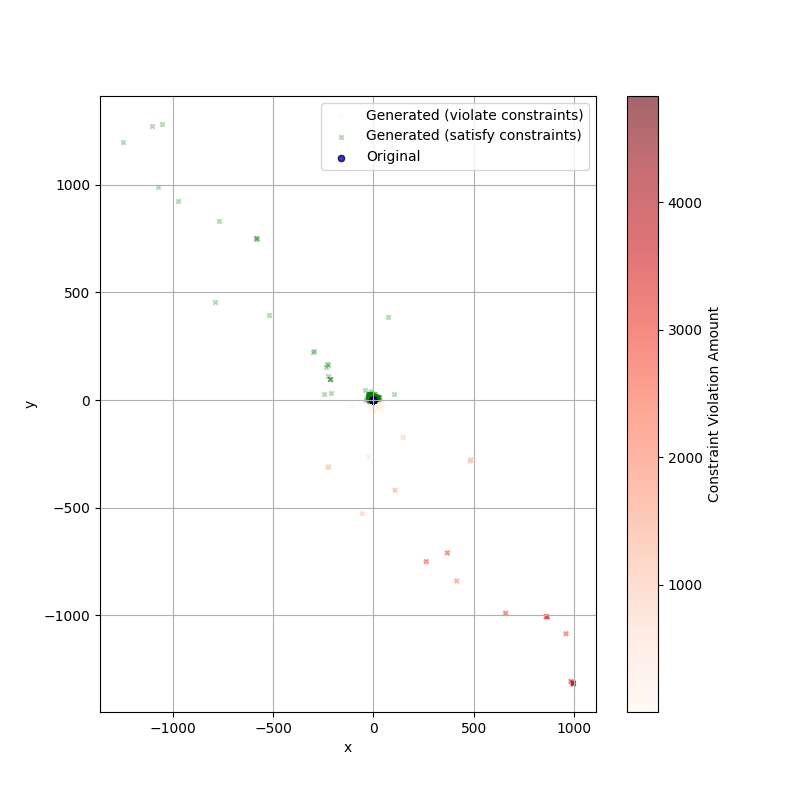 Generated (violate constraints)
Generated (satisfy constraints)
Original
1000
500
0
−500
−1000
y
−1000
−500
0
500
1000
x
4000
3000
2000
1000
Constraint Violation Amount